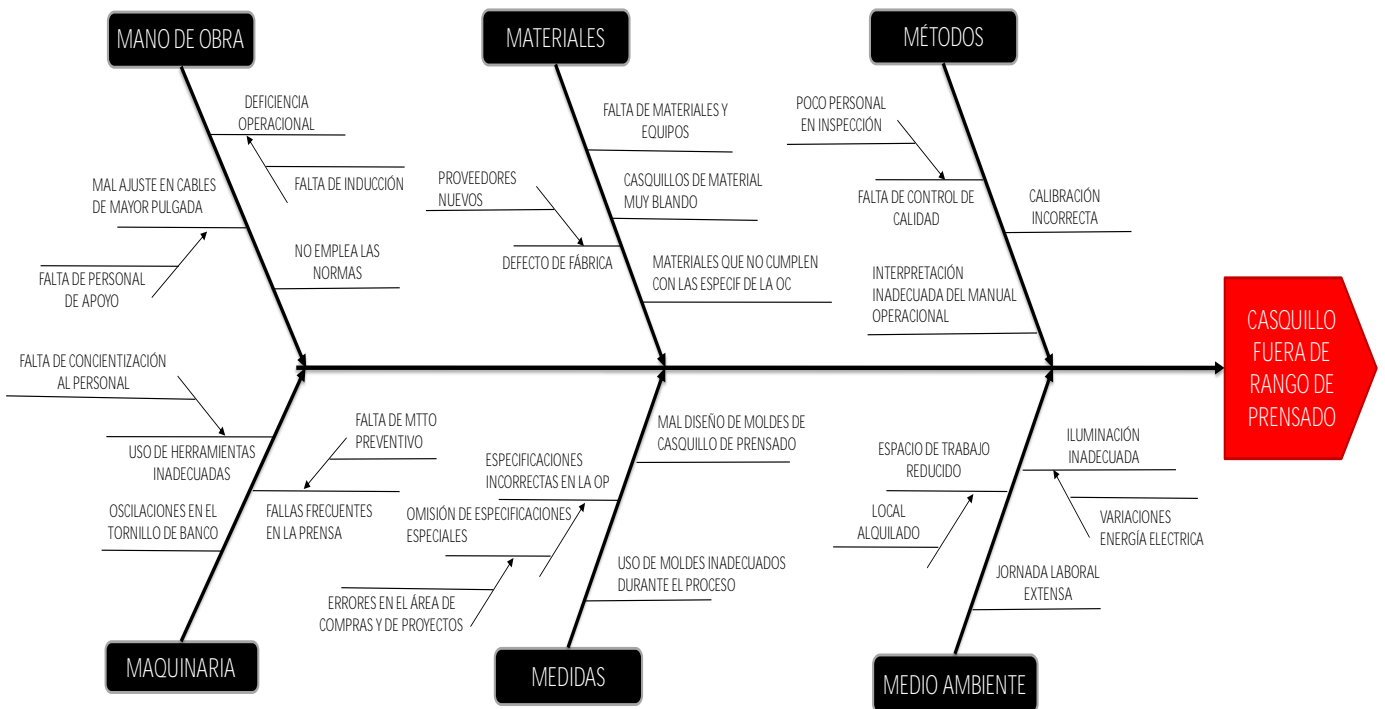 MANO DE OBRA
MATERIALES
MÉTODOS
DEFICIENCIA
OPERACIONAL
FALTA DE INDUCCIÓN
MAL AJUSTE EN CABLES
DE MAYOR PULGADA
FALTA DE PERSONAL
DE APOYO
NO EMPLEA LAS
NORMAS
FALTA DE MATERIALES Y
EQUIPOS
PROVEEDORES
NUEVOS
CASQUILLOS DE MATERIAL
MUY BLANDO
DEFECTO DE FÁBRICA
MATERIALES QUE NO CUMPLEN
CON LAS ESPECIF DE LA OC
POCO PERSONAL
EN INSPECCIÓN
FALTA DE CONTROL DE
CALIDAD
CALIBRACIÓN
INCORRECTA
INTERPRETACIÓN
INADECUADA DEL MANUAL
OPERACIONAL
CASQUILLO
FUERA DE
RANGO DE
PRENSADO
FALTA DE CONCIENTIZACIÓN
AL PERSONAL
USO DE HERRAMIENTAS
INADECUADAS
FALTA DE MTTO
PREVENTIVO
OSCILACIONES EN EL
TORNILLO DE BANCO
FALLAS FRECUENTES
EN LA PRENSA
MAL DISEÑO DE MOLDES DE
CASQUILLO DE PRENSADO
ESPECIFICACIONES
INCORRECTAS EN LA OP
OMISIÓN DE ESPECIFICACIONES
ESPECIALES
ERRORES EN EL ÁREA DE
COMPRAS Y DE PROYECTOS
USO DE MOLDES INADECUADOS
DURANTE EL PROCESO
ESPACIO DE TRABAJO
REDUCIDO
LOCAL
ALQUILADO
ILUMINACIÓN
INADECUADA
VARIACIONES
ENERGÍA ELECTRICA
JORNADA LABORAL
EXTENSA
MAQUINARIA
MEDIDAS
MEDIO AMBIENTE